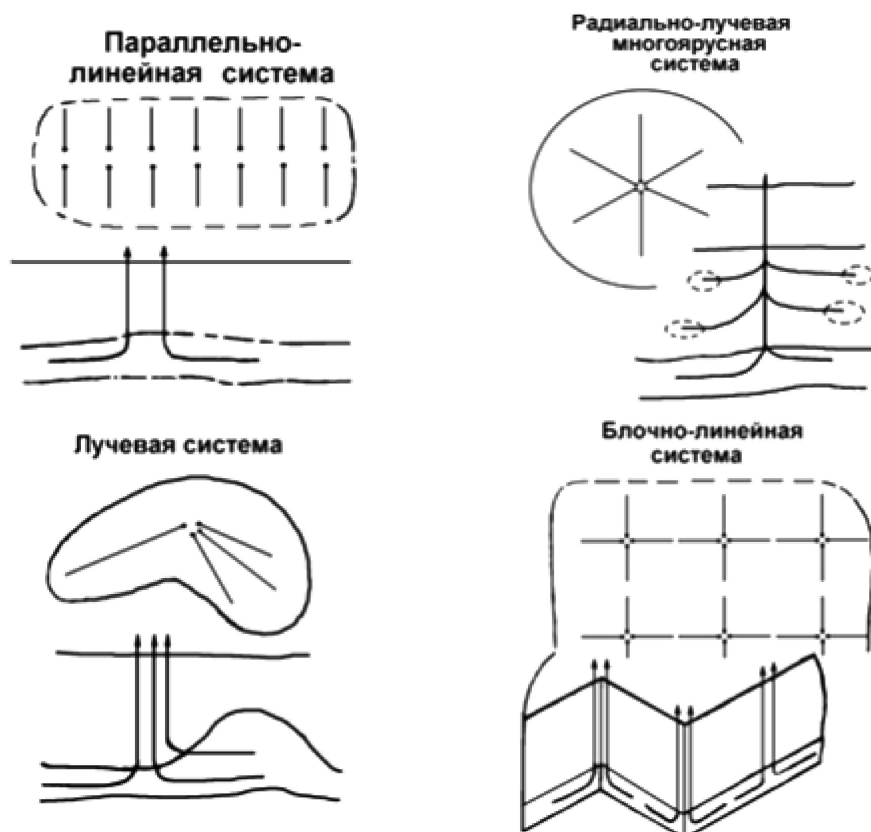 Параллельно-
линейная система
Радиально-лучевая
многоярусная
система
Лучевая система
Блочно-линейная
система